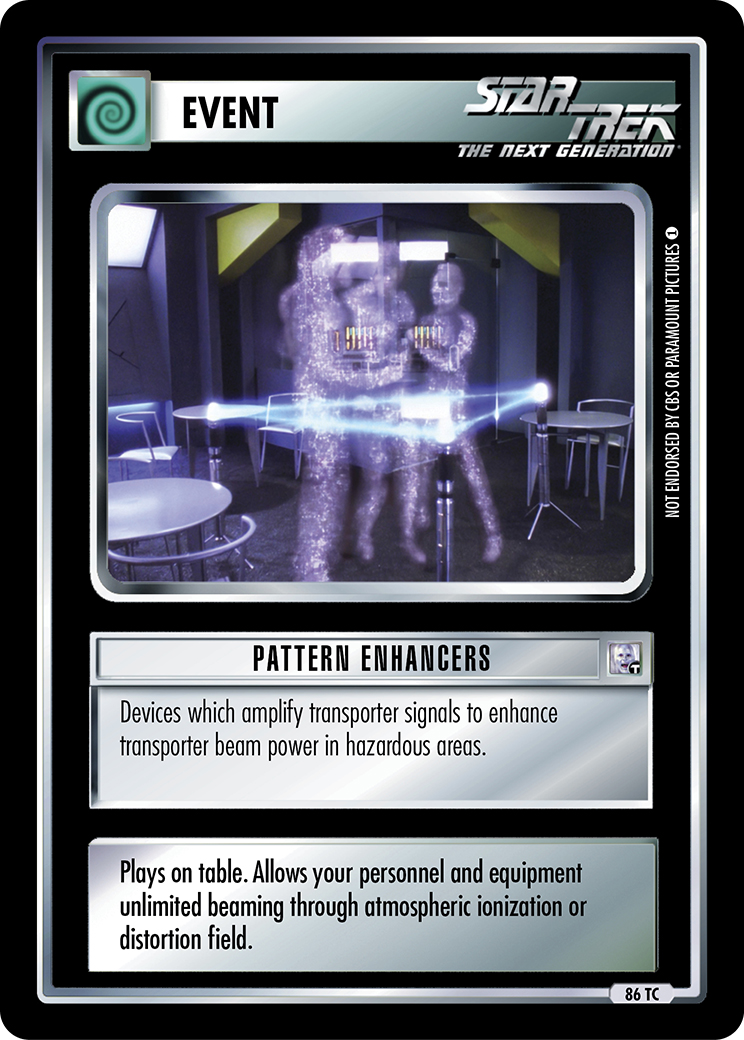 EVENT
STAR TREK
THE NEXT GENERATION
NOT ENDORSED BY CBS OR PARAMOUNT PICTURES
PATTERN ENHANCERS
Devices which amplify transporter signals to enhance
transporter beam power in hazardous areas.
Plays on table. Allows your personnel and equipment
unlimited beaming through atmospheric ionization or
distortion field.
86 TC